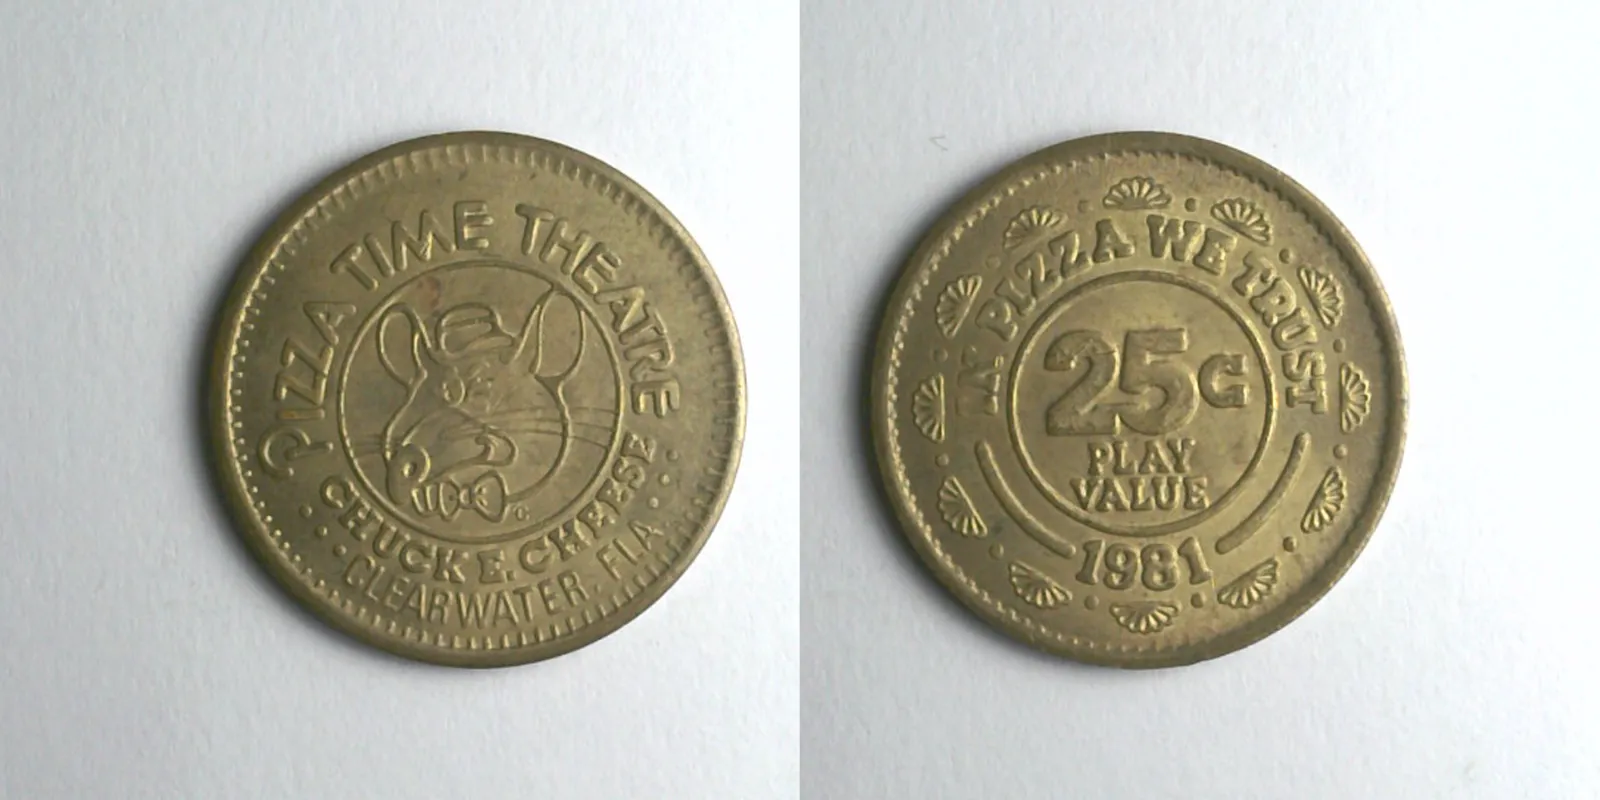 PIZZA TIME THEATRE
CHUCK E. CHEESE
CLEARWATER, FLA.
IN PIZZA WE TRUST
25¢
PLAY
VALUE
1981